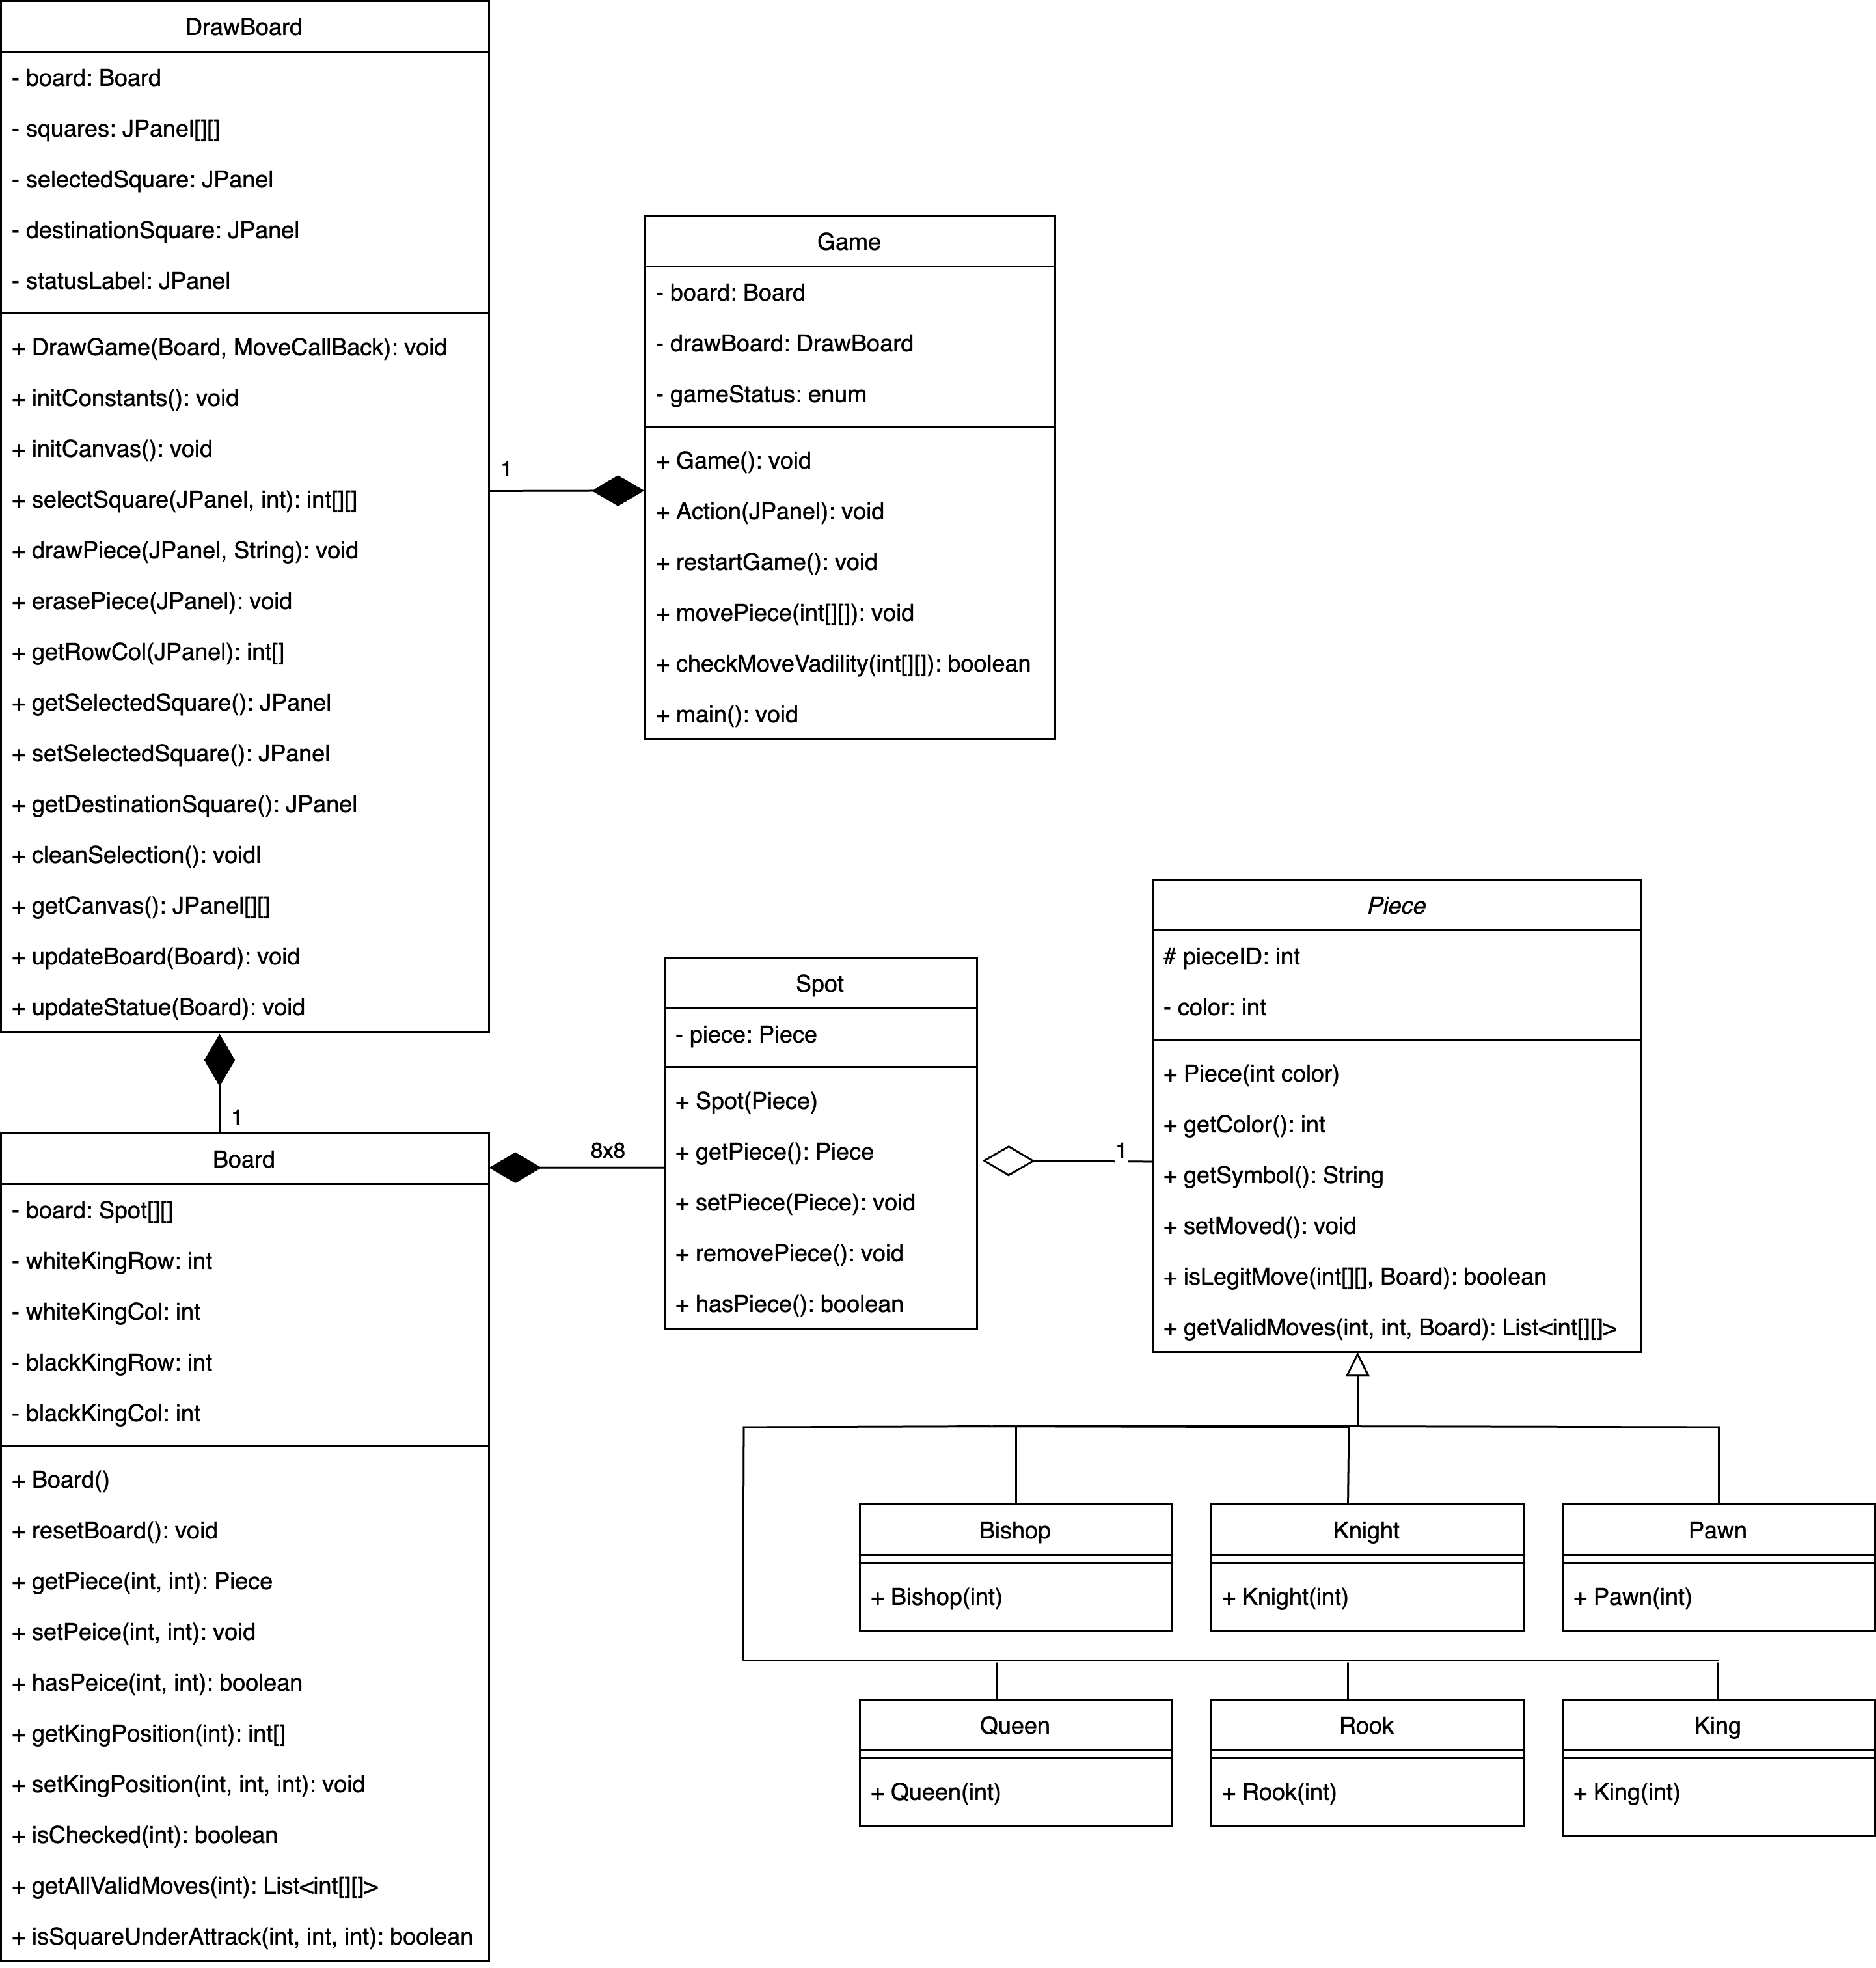 DrawBoard
- board: Board
- squares: JPanel[][]
- selectedSquare: JPanel
- destinationSquare: JPanel
- statusLabel: JPanel
+ DrawGame(Board, MoveCallBack): void
+ initConstants(): void
+ initCanvas(): void
+ selectSquare(JPanel, int): int[][]
+ drawPiece(JPanel, String): void
+ erasePiece(JPanel): void
+ getRowCol(JPanel): int[]
+ getSelectedSquare(): JPanel
+ setSelectedSquare(): JPanel
+ getDestinationSquare(): JPanel
+ cleanSelection(): voidl
+ getCanvas(): JPanel[][]
+ updateBoard(Board): void
+ updateStatue(Board): void
1
Game
- board: Board
- drawBoard: DrawBoard
- gameStatus: enum
+ Game(): void
+ Action(JPanel): void
+ restartGame(): void
+ movePiece(int[][]): void
+ checkMoveVadility(int[][]): boolean
+ main(): void
1
Board
- board: Spot[][]
- whiteKingRow: int
- whiteKingCol: int
- blackKingRow: int
- blackKingCol: int
+ Board()
+ resetBoard(): void
+ getPiece(int, int): Piece
+ setPeice(int, int): void
+ hasPeice(int, int): boolean
+ getKingPosition(int): int[]
+ setKingPosition(int, int, int): void
+ isChecked(int): boolean
+ getAllValidMoves(int): List<int[][]>
+ isSquareUnderAttrack(int, int, int): boolean
8x8
Spot
- piece: Piece
+ Spot(Piece)
+ getPiece(): Piece
+ setPiece(Piece): void
+ removePiece(): void
+ hasPiece(): boolean
1
Piece
# pieceID: int
- color: int
+ Piece(int color)
+ getColor(): int
+ getSymbol(): String
+ setMoved(): void
+ isLegitMove(int[][], Board): boolean
+ getValidMoves(int, int, Board): List<int[][]>
Bishop
+ Bishop(int)
Knight
+ Knight(int)
Pawn
+ Pawn(int)
Queen
+ Queen(int)
Rook
+ Rook(int)
King
+ King(int)